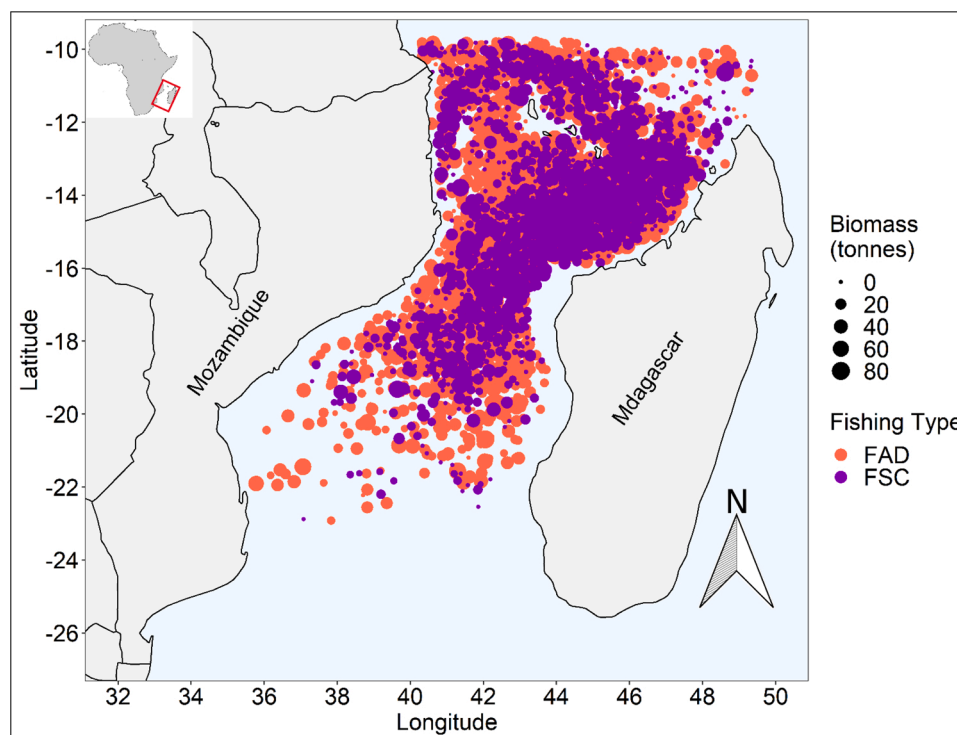 -10
-12
-14
-16
-18
-20
-22
-24
-26
Latitude
32
34
36
38
40
42
44
46
48
50
Longitude
Mozambique
Mdagascar
N
Biomass
(tonnes)
0
20
40
60
80
Fishing Type
FAD
FSC